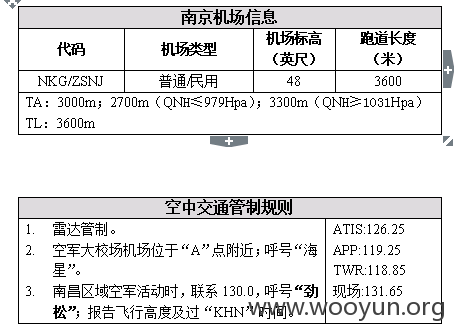 南京机场信息
代码 机场类型 机场标高（英尺） 跑道长度（米）
NKG/ZSNJ 普通/民用 48 3600
TA：3000m；2700m（QNH≤979Hpa）；3300m（QNH≥1031Hpa）
TL：3600m
空中交通管制规则
1. 雷达管制。
2. 空军大校场机场位于“A”点附近；呼号“海
星”。
3. 南昌区域空军活动时，联系 130.0，呼号“劲
松”；报告飞行高度及过“KHN”时间
ATIS:126.25
APP:119.25
TWR:118.85
现场:131.65
www.wooyun.org